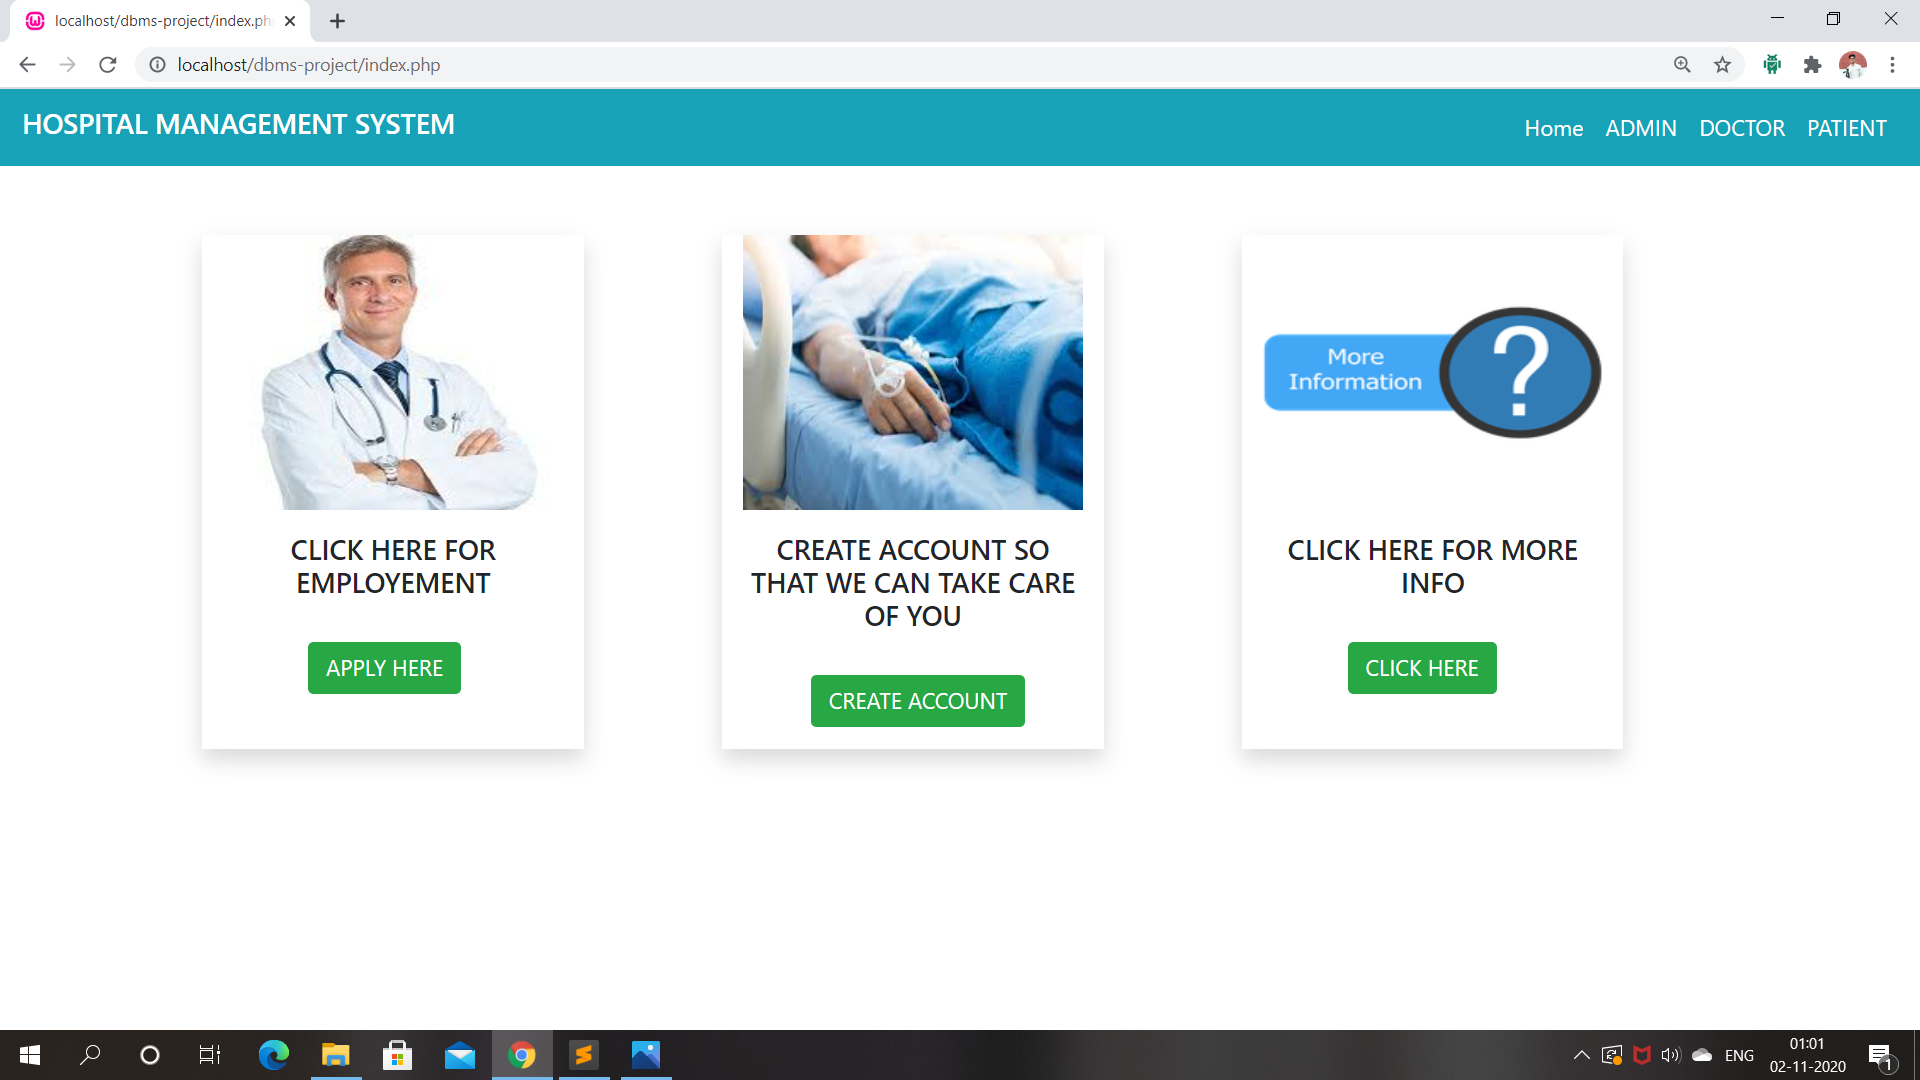 localhost/dbms-project/index.ph
localhost/dbms-project/index.php
HOSPITAL MANAGEMENT SYSTEM
Home ADMIN DOCTOR PATIENT
More
Information
?
CLICK HERE FOR
EMPLOYEMENT
APPLY HERE
CREATE ACCOUNT SO
THAT WE CAN TAKE CARE
OF YOU
CREATE ACCOUNT
CLICK HERE FOR MORE
INFO
CLICK HERE
ENG
01:01
02-11-2020
1